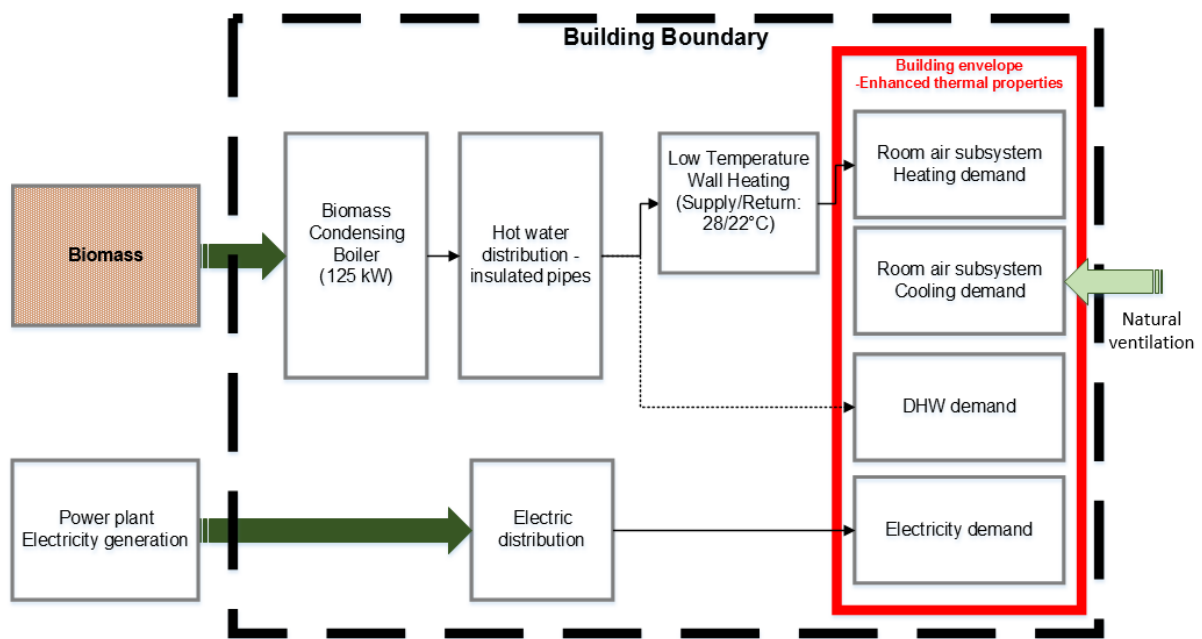 Building Boundary
Building envelope
-Enhanced thermal properties
Biomass
Biomass
Condensing
Boiler
(125 kW)
Hot water
distribution -
insulated pipes
Low Temperature
Wall Heating
(Supply/Return:
28/22°C)
Room air subsystem
Heating demand
Room air subsystem
Cooling demand
Natural
ventilation
DHW demand
Power plant
Electricity generation
Electric
distribution
Electricity demand